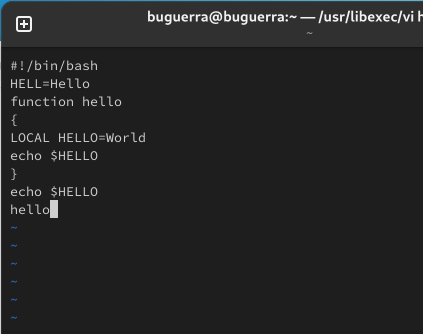 buguerra@buguerra:~ — /usr/libexec/vi h
~
#!/bin/bash
HELL=Hello
function hello
{
LOCAL HELLO=World
echo $HELLO
}
echo $HELLO
hello
~
~
~
~
~
~